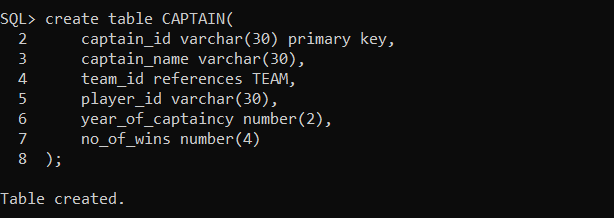 SQL> create table CAPTAIN(
  2      captain_id varchar(30) primary key,
  3      captain_name varchar(30),
  4      team_id references TEAM,
  5      player_id varchar(30),
  6      year_of_captaincy number(2),
  7      no_of_wins number(4)
  8  );
Table created.